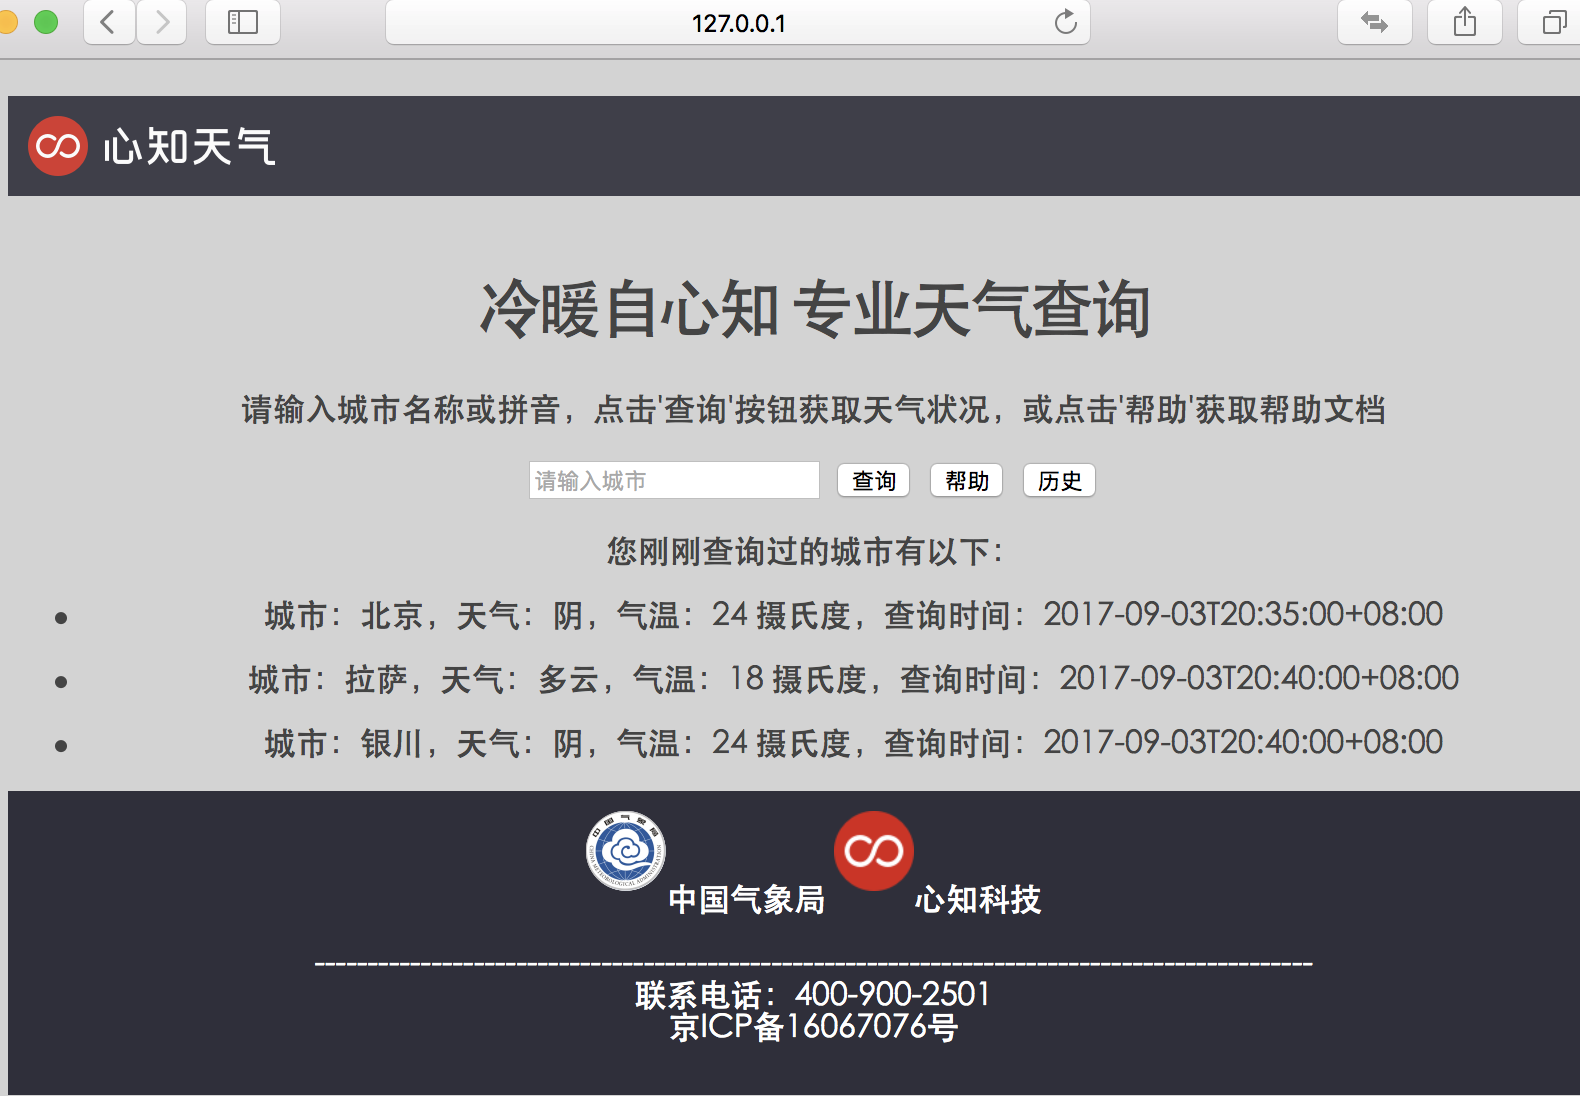 127.0.0.1
心知天气
冷暖自心知 专业天气查询
请输入城市名称或拼音，点击'查询'按钮获取天气状况，或点击'帮助'获取帮助文档
请输入城市 查询 帮助 历史
您刚刚查询过的城市有以下：
城市：北京，天气：阴，气温：24 摄氏度，查询时间：2017-09-03T20:35:00+08:00
城市：拉萨，天气：多云，气温：18 摄氏度，查询时间：2017-09-03T20:40:00+08:00
城市：银川，天气：阴，气温：24 摄氏度，查询时间：2017-09-03T20:40:00+08:00
中国气象局
CHINA METEOROLOGICAL ADMINISTRATION
中国气象局 心知科技
联系电话：400-900-2501
京ICP备16067076号